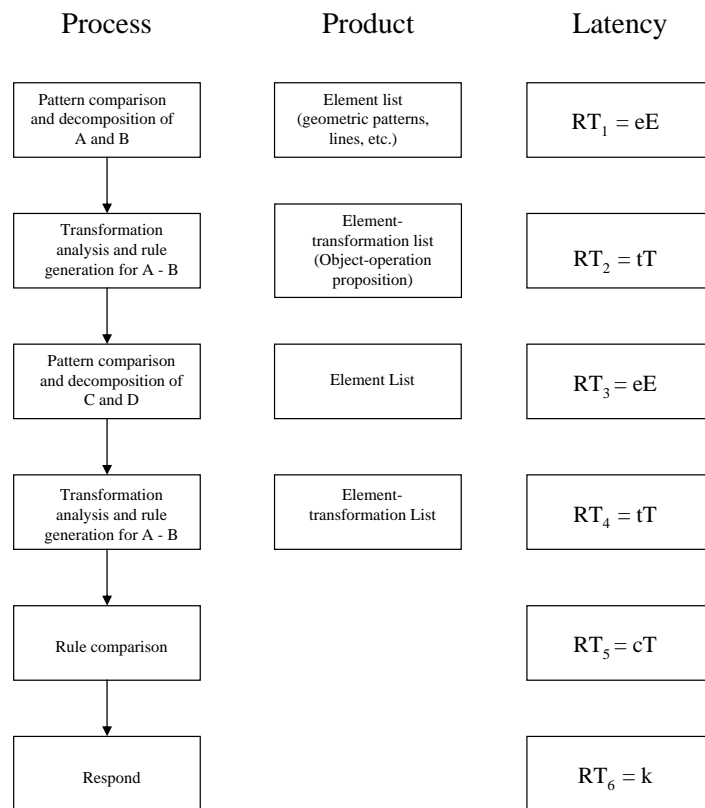 Process
Product
Latency
Pattern comparison
and decomposition of
A and B
Element list
(geometric patterns,
lines, etc.)
RT₁ = eE
Transformation
analysis and rule
generation for A - B
Element-
transformation list
(Object-operation
proposition)
RT₂ = tT
Pattern comparison
and decomposition of
C and D
Element List
RT₃ = eE
Transformation
analysis and rule
generation for A - B
Element-
transformation List
RT₄ = tT
Rule comparison
RT₅ = cT
Respond
RT₆ = k